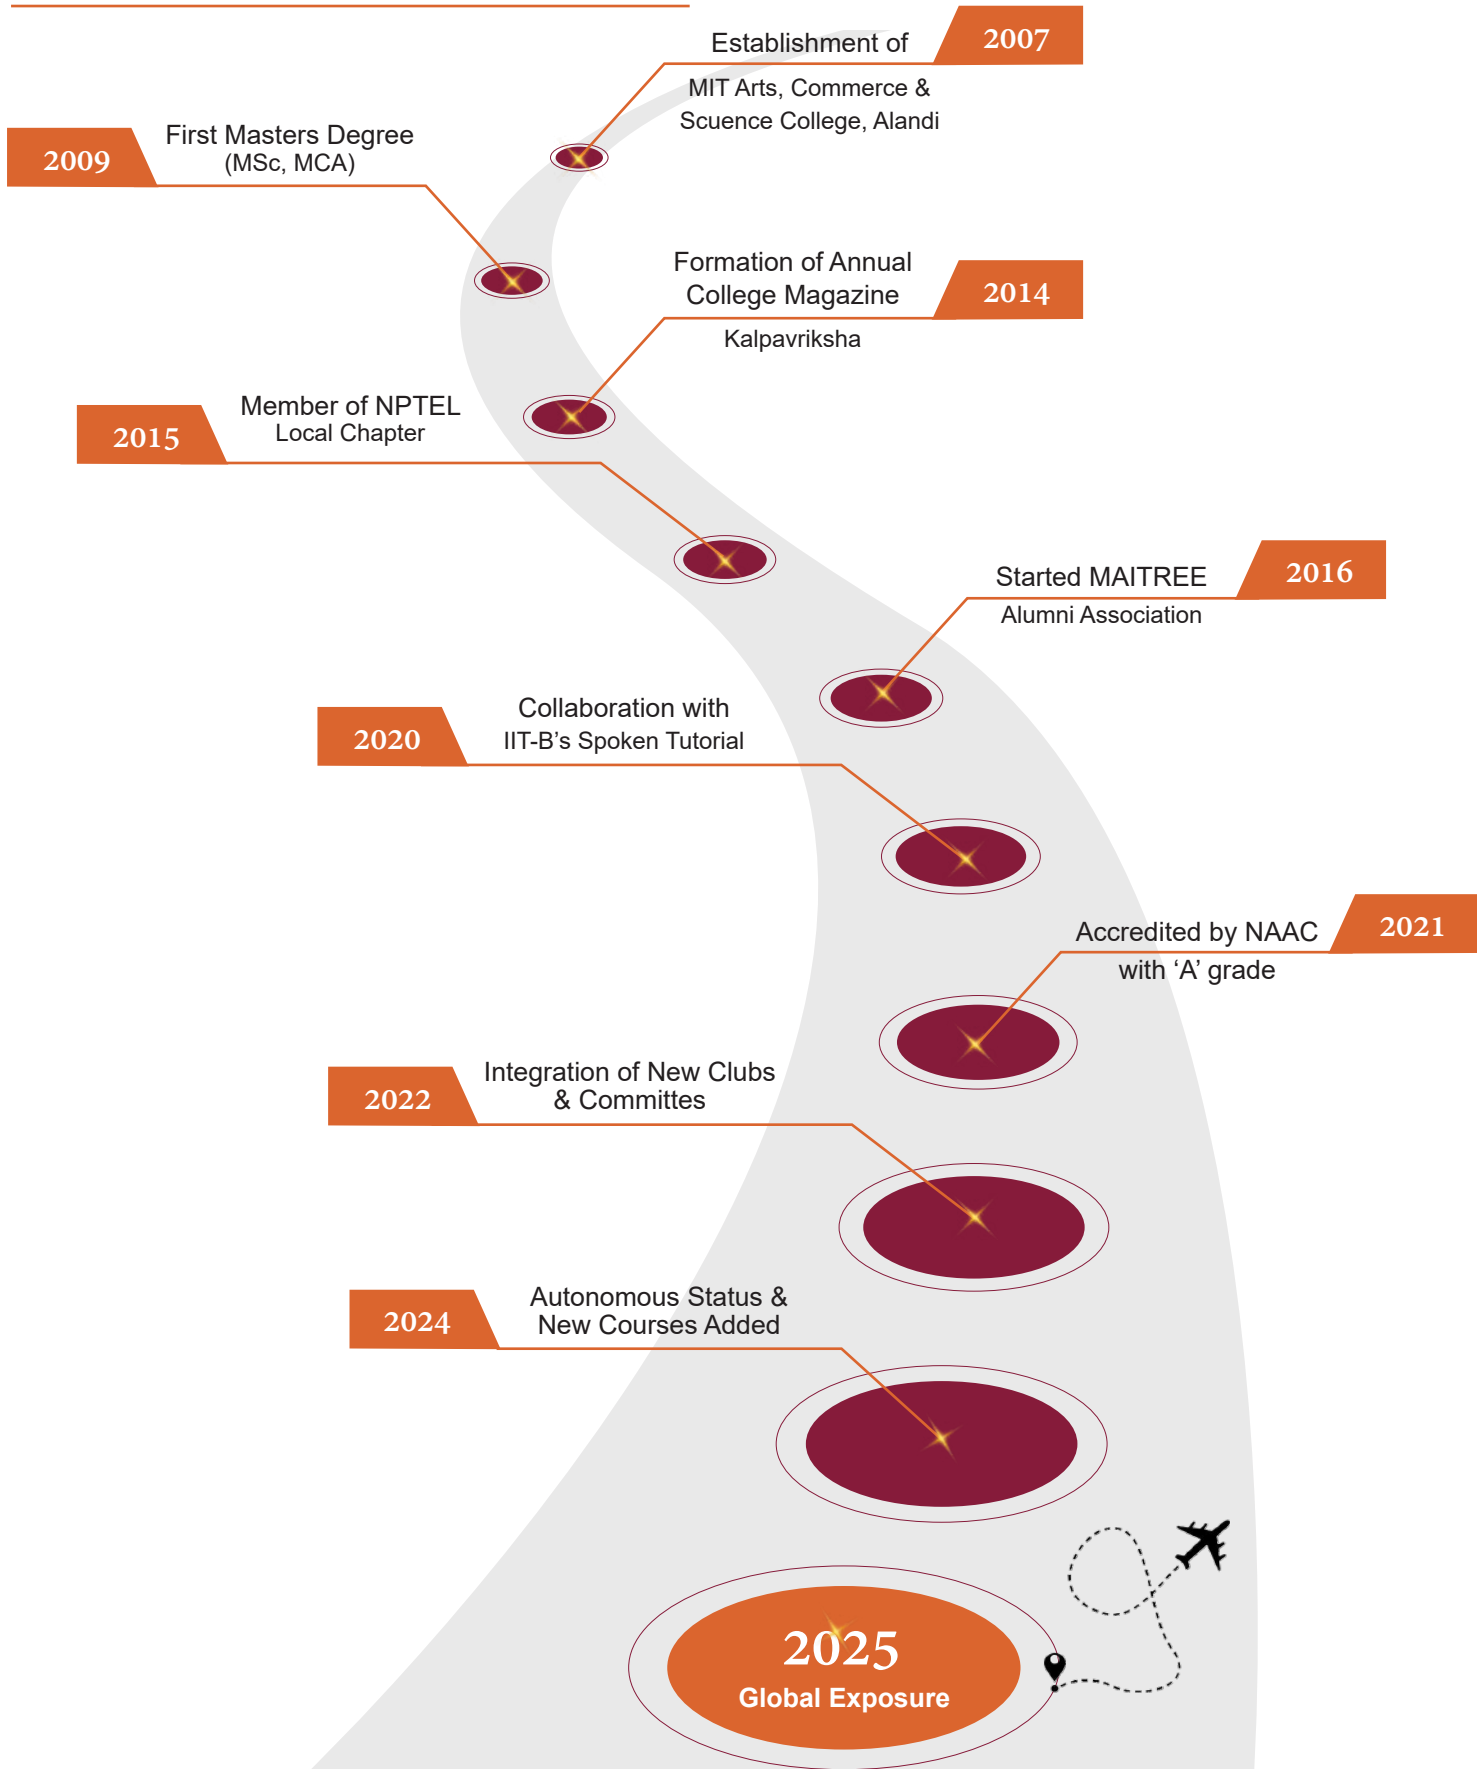 Establishment of
2007
MIT Arts, Commerce &
Scuence College, Alandi
2009
First Masters Degree
(MSc, MCA)
Formation of Annual
College Magazine
2014
Kalpavriksha
2015
Member of NPTEL
Local Chapter
Started MAITREE
2016
Alumni Association
2020
Collaboration with
IIT-B’s Spoken Tutorial
Accredited by NAAC
2021
with ‘A’ grade
2022
Integration of New Clubs
& Committes
2024
Autonomous Status &
New Courses Added
2025
Global Exposure